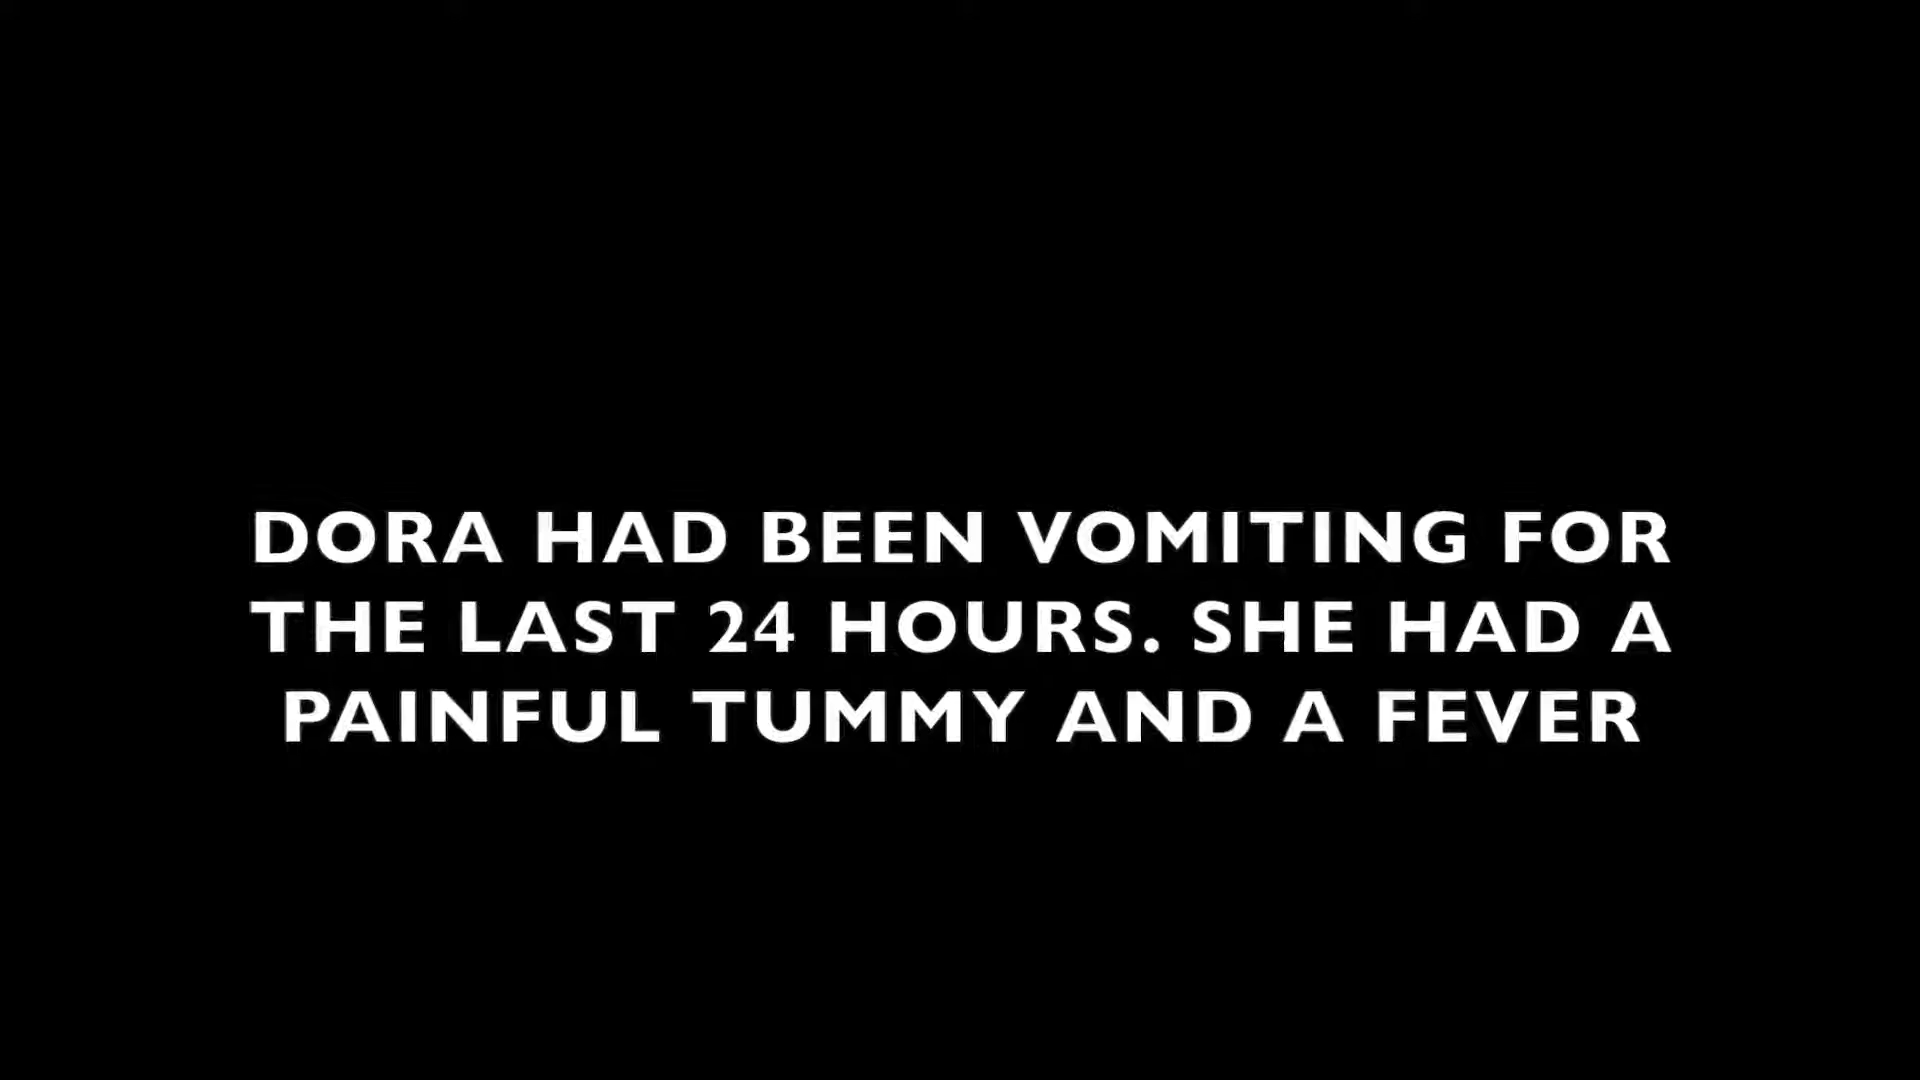 DORA HAD BEEN VOMITING FOR
THE LAST 24 HOURS. SHE HAD A
PAINFUL TUMMY AND A FEVER